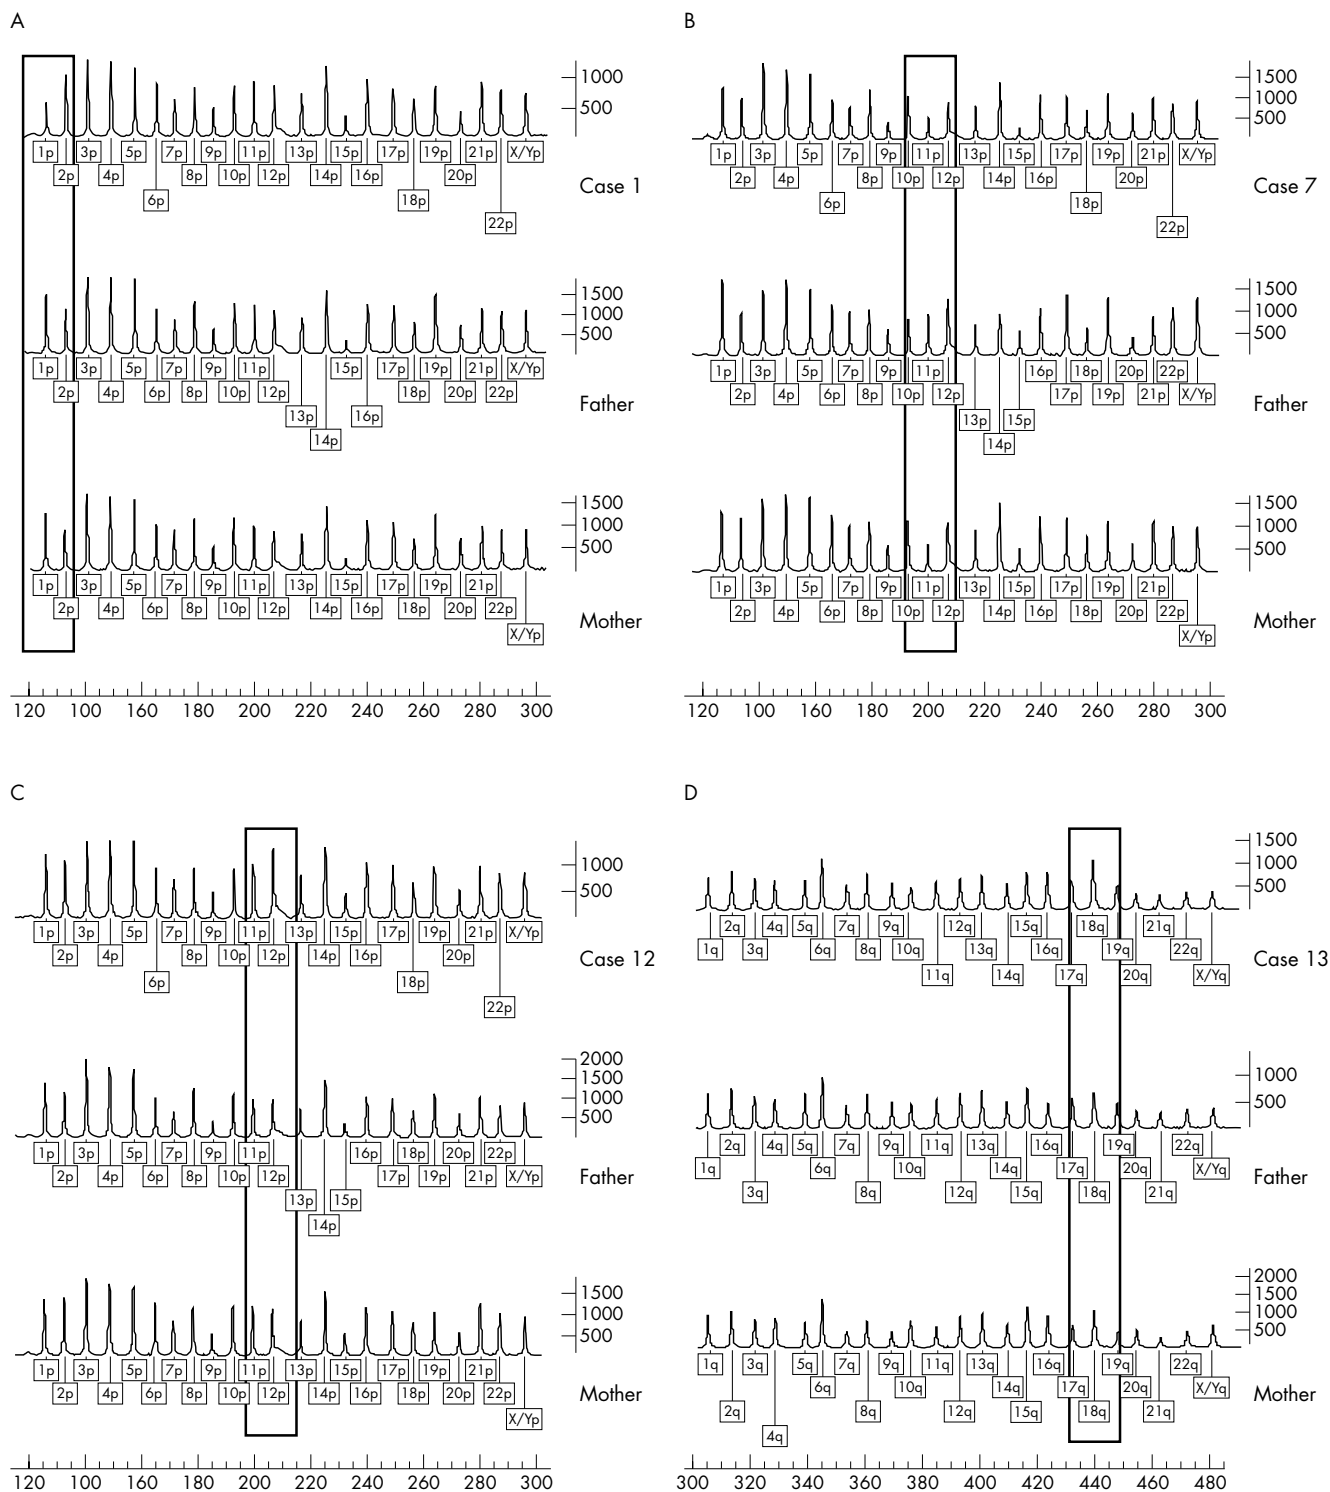 A
1000
500
1p 3p 5p 7p 9p 11p 13p 15p 17p 19p 21p X/Yp
2p 4p 8p 10p 12p 14p 16p 20p
Case 1
6p 18p
22p
1500
1000
500
1p 3p 5p 7p 9p 11p 15p 17p 19p 21p X/Yp
2p 4p 6p 8p 10p 12p 18p 20p 22p
Father
13p 16p
14p
1500
1000
500
1p 3p 5p 7p 9p 11p 13p 15p 17p 19p 21p
2p 4p 6p 8p 10p 12p 14p 16p 18p 20p 22p
Mother
X/Yp
120 140 160 180 200 220 240 260 280 300
B
1500
1000
500
1p 3p 5p 7p 9p 11p 13p 15p 17p 19p 21p X/Yp
2p 4p 8p 10p 12p 14p 16p 20p
Case 7
6p 18p
22p
1500
1000
500
1p 3p 5p 7p 9p 11p 16p 18p 20p 22p
2p 4p 6p 8p 10p 12p 17p 19p 21p X/Yp
Father
13p 15p
14p
1500
1000
500
1p 3p 5p 7p 9p 11p 13p 15p 17p 19p 21p
2p 4p 6p 8p 10p 12p 14p 16p 18p 20p 22p
Mother
X/Yp
120 140 160 180 200 220 240 260 280 300
C
1000
500
1p 3p 5p 7p 9p 11p 13p 15p 17p 19p 21p X/Yp
2p 4p 8p 10p 12p 14p 16p 20p
Case 12
6p 18p
22p
2000
1500
1000
500
1p 3p 5p 7p 9p 11p 16p 18p 20p 22p
2p 4p 6p 8p 10p 12p 17p 19p 21p X/Yp
Father
13p 15p
14p
1500
1000
500
1p 3p 5p 7p 9p 11p 13p 15p 17p 19p 21p
2p 4p 6p 8p 10p 12p 14p 16p 18p 20p 22p
Mother
X/Yp
120 140 160 180 200 220 240 260 280 300
D
1500
1000
500
2q 4q 5q 7q 9q 12q 15q 18q 21q
1q 3q 6q 8q 10q 13q 16q 19q
Case 13
11q 14q 17q 20q 22q X/Yq
1000
500
2q 4q 5q 7q 9q 11q 13q 16q 19q 22q
1q 6q 10q 14q 17q 20q X/Yq
Father
3q 8q 12q 15q 18q 21q
2000
1500
1000
500
1q 3q 5q 7q 9q 11q 13q 16q 19q 22q
6q 10q 14q 17q 20q X/Yq
Mother
2q 8q 12q 15q 18q 21q
4q
300 320 340 360 380 400 420 440 460 480